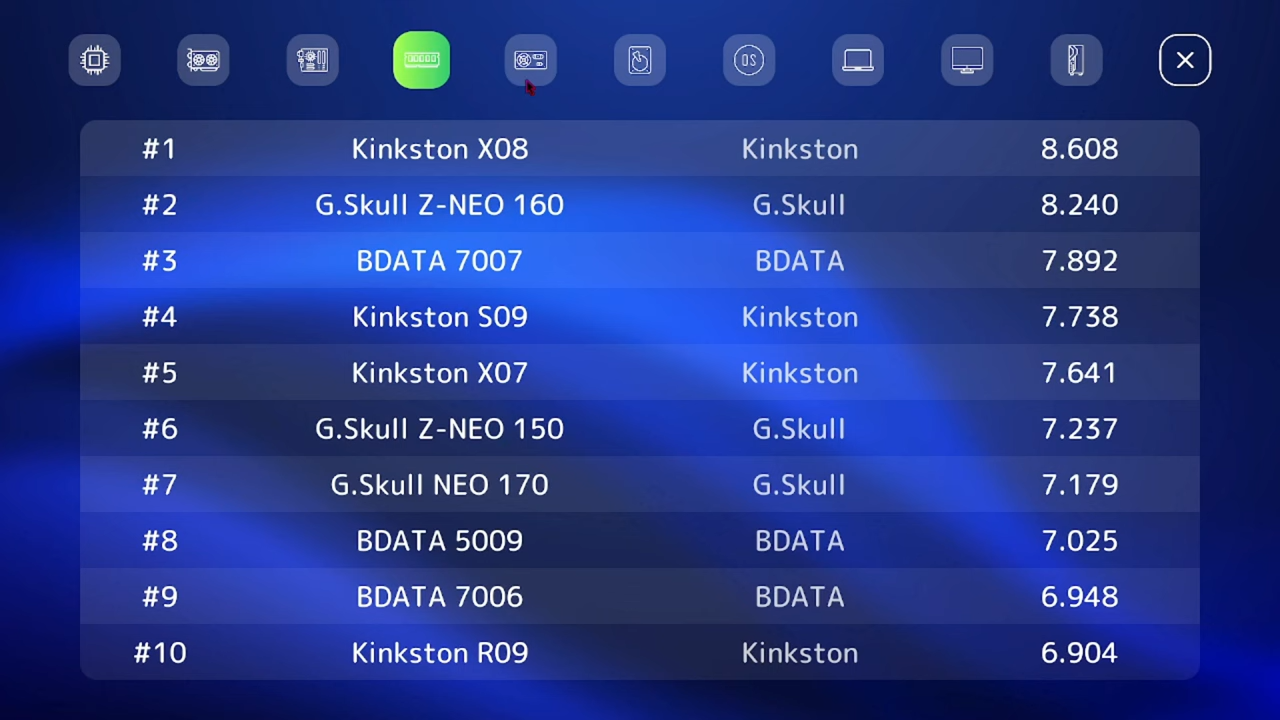 OS
#1 Kinkston X08 Kinkston 8.608
#2 G.Skull Z-NEO 160 G.Skull 8.240
#3 BDATA 7007 BDATA 7.892
#4 Kinkston S09 Kinkston 7.738
#5 Kinkston X07 Kinkston 7.641
#6 G.Skull Z-NEO 150 G.Skull 7.237
#7 G.Skull NEO 170 G.Skull 7.179
#8 BDATA 5009 BDATA 7.025
#9 BDATA 7006 BDATA 6.948
#10 Kinkston R09 Kinkston 6.904